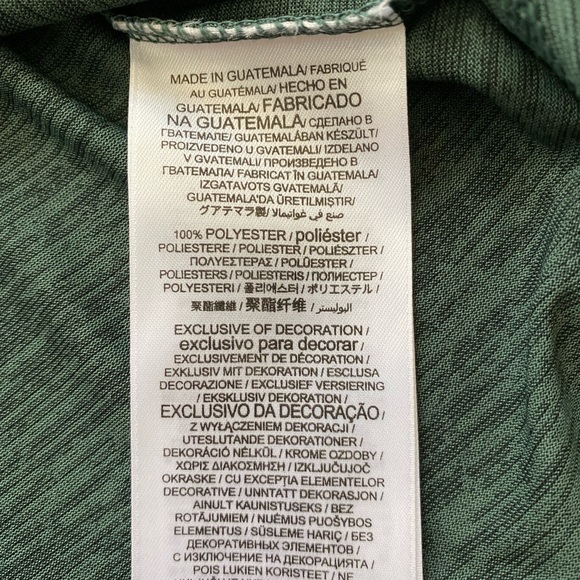 MADE IN GUATEMALA/ FABRIQUÉ
AU GUATÉMALA/ HECHO EN
GUATEMALA/ FABRICADO
NA GUATEMALA/ СДЕЛАНО В
ГВАТЕМАЛЕ/ GUATEMALÁBAN KÉSZÜLT/
PROIZVEDENO U GVATEMALI/ IZDELANO
V GVATEMALI/ ПРОИЗВЕДЕНО В
ГВАТЕМАЛА/ FABRICAT ÎN GUATEMALA/
IZGATAVOTS GVATEMALĀ/
GUATEMALA'DA ÜRETILMIŞTIR/
グアテマラ製/ صنع في غواتيمالا/
100% POLYESTER / poliéster /
POLIESTERE / POLIESTER / POLIÉSZTER /
ΠΟΛΥΕΣΤΕΡΑΣ / POLÜESTER /
POLIESTERS / POLIESTERIS / ПОЛИЕСТЕР /
POLYESTERI / 폴리에스터 / ポリエステル /
聚酯纖維 / 聚酯纤维 / البوليستر /
EXCLUSIVE OF DECORATION /
exclusivo para decorar /
EXCLUSIVEMENT DE DÉCORATION /
EXKLUSIV MIT DEKORATION / ESCLUSA
DECORAZIONE / EXCLUSIEF VERSIERING
/ EKSKLUSIV DEKORATION /
EXCLUSIVO DA DECORAÇÃO /
Z WYŁĄCZENIEM DEKORACJI /
UTESLUTANDE DEKORATIONER /
DEKORÁCIÓ NÉLKÜL / KROME OZDOBY /
ΧΩΡΙΣ ΔΙΑΚΟΣΜΗΣΗ / IZKLJUČUJOČ
OKRASKE / CU EXCEPȚIA ELEMENTELOR
DECORATIVE / UNNTATT DEKORASJON /
AINULT KAUNISTUSEKS / BEZ
ROTĀJUMIEM / NUĖMUS PUOŠYBOS
ELEMENTUS / SÜSLEME HARIÇ / БЕЗ
ДЕКОРАТИВНЫХ ЭЛЕМЕНТОВ /
С ИЗКЛЮЧЕНИЕ НА ДЕКОРАЦИЯТА /
POIS LUKIEN KORISTEET / NE